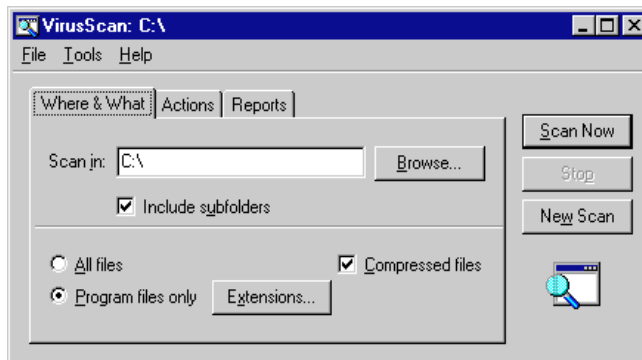 VirusScan: C:\
File Tools Help
Where & What Actions Reports
Scan in: C:\ Browse...
Include subfolders
All files
Compressed files
Program files only Extensions...
Scan Now
Stop
New Scan